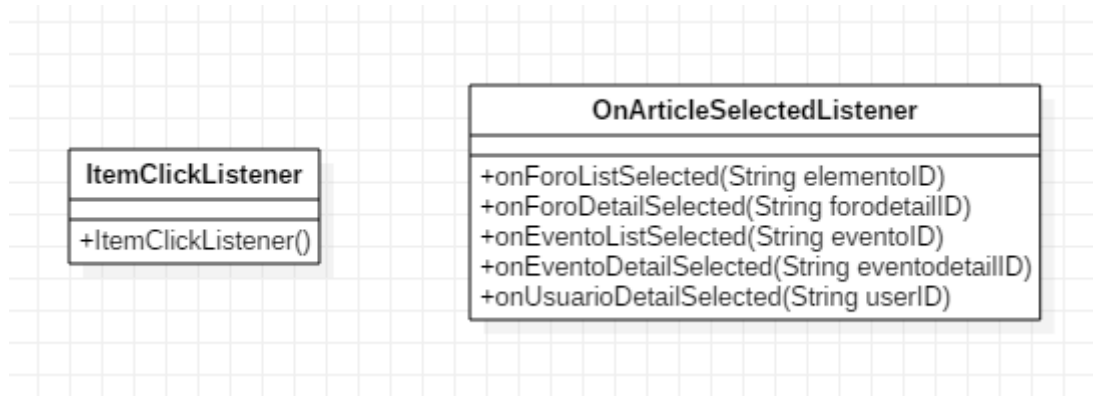 ItemClickListener
+ItemClickListener()
OnArticleSelectedListener
+onForoListSelected(String elementoID)
+onForoDetailSelected(String forodetailID)
+onEventoListSelected(String eventoID)
+onEventoDetailSelected(String eventodetailID)
+onUsuarioDetailSelected(String userID)